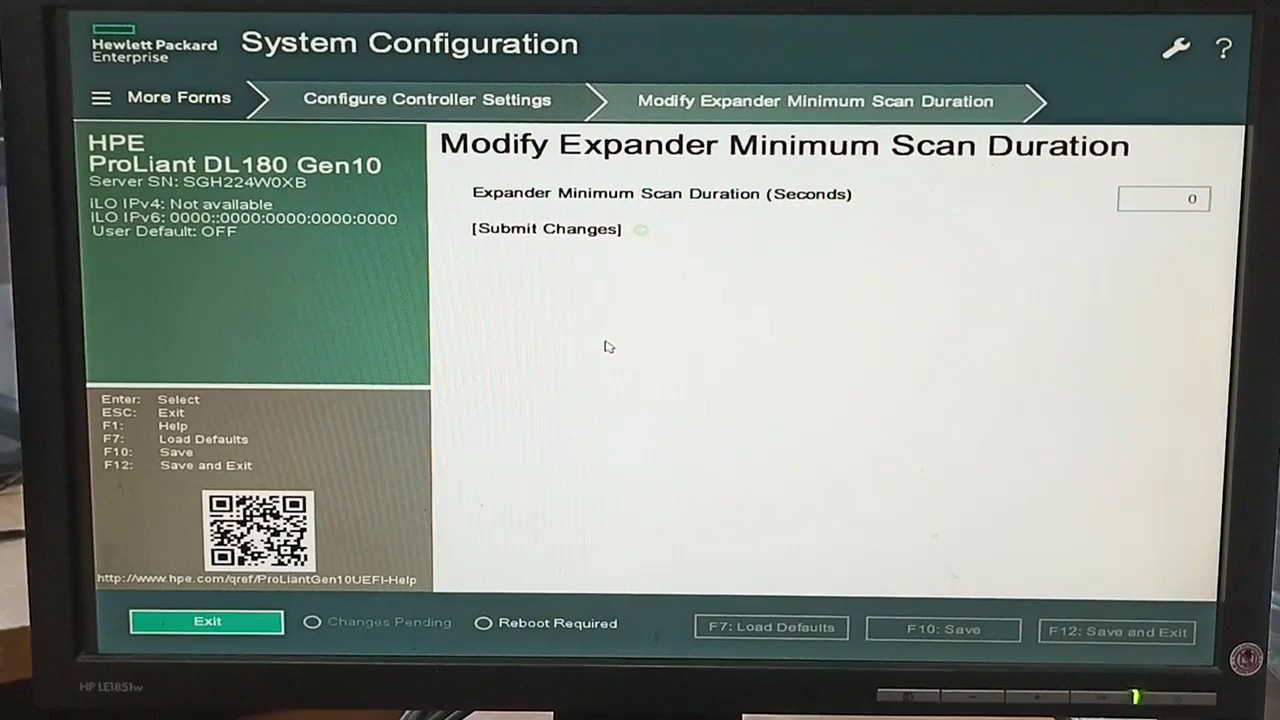 Hewlett Packard
Enterprise
System Configuration
?
More Forms
Configure Controller Settings
Modify Expander Minimum Scan Duration
HPE
ProLiant DL180 Gen10
Server SN: SGH224W0XB
iLO IPv4: Not available
iLO IPv6: 0000::0000:0000:0000:0000
User Default: OFF
Modify Expander Minimum Scan Duration
Expander Minimum Scan Duration (Seconds)
0
[Submit Changes]
Enter: Select
ESC: Exit
F1: Help
F7: Load Defaults
F10: Save
F12: Save and Exit
http://www.hpe.com/qref/ProLiantGen10UEFI-Help
Exit
Changes Pending
Reboot Required
F7: Load Defaults
F10: Save
F12: Save and Exit
HP LE1851w